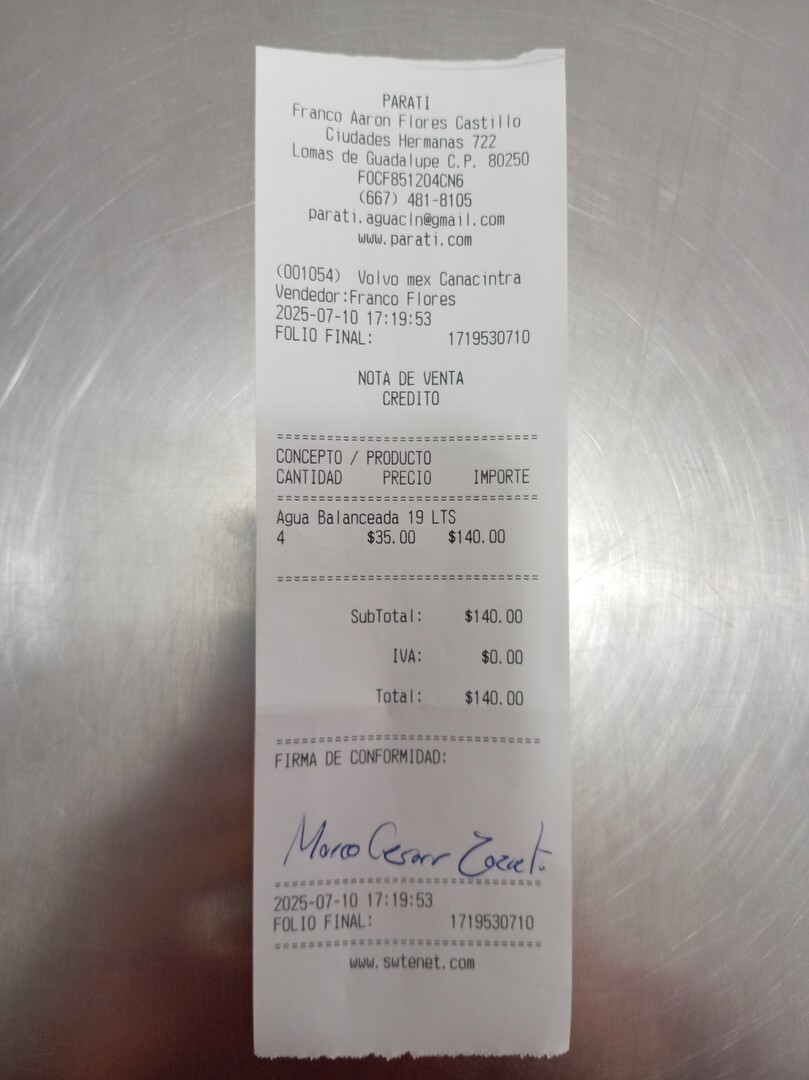 PARATI
Franco Aaron Flores Castillo
Ciudades Hermanas 722
Lomas de Guadalupe C.P. 80250
FOCF851204CN6
(667) 481-8105
parati.aguacln@gmail.com
www.parati.com
(001054) Volvo mex Canacintra
Vendedor:Franco Flores
2025-07-10 17:19:53
FOLIO FINAL: 1719530710
NOTA DE VENTA
CREDITO
================================
CONCEPTO / PRODUCTO
CANTIDAD PRECIO IMPORTE
================================
Agua Balanceada 19 LTS
4 $35.00 $140.00
================================
SubTotal: $140.00
IVA: $0.00
Total: $140.00
================================
FIRMA DE CONFORMIDAD:
Marco Cesar
================================
2025-07-10 17:19:53
FOLIO FINAL: 1719530710
================================
www.swtenet.com